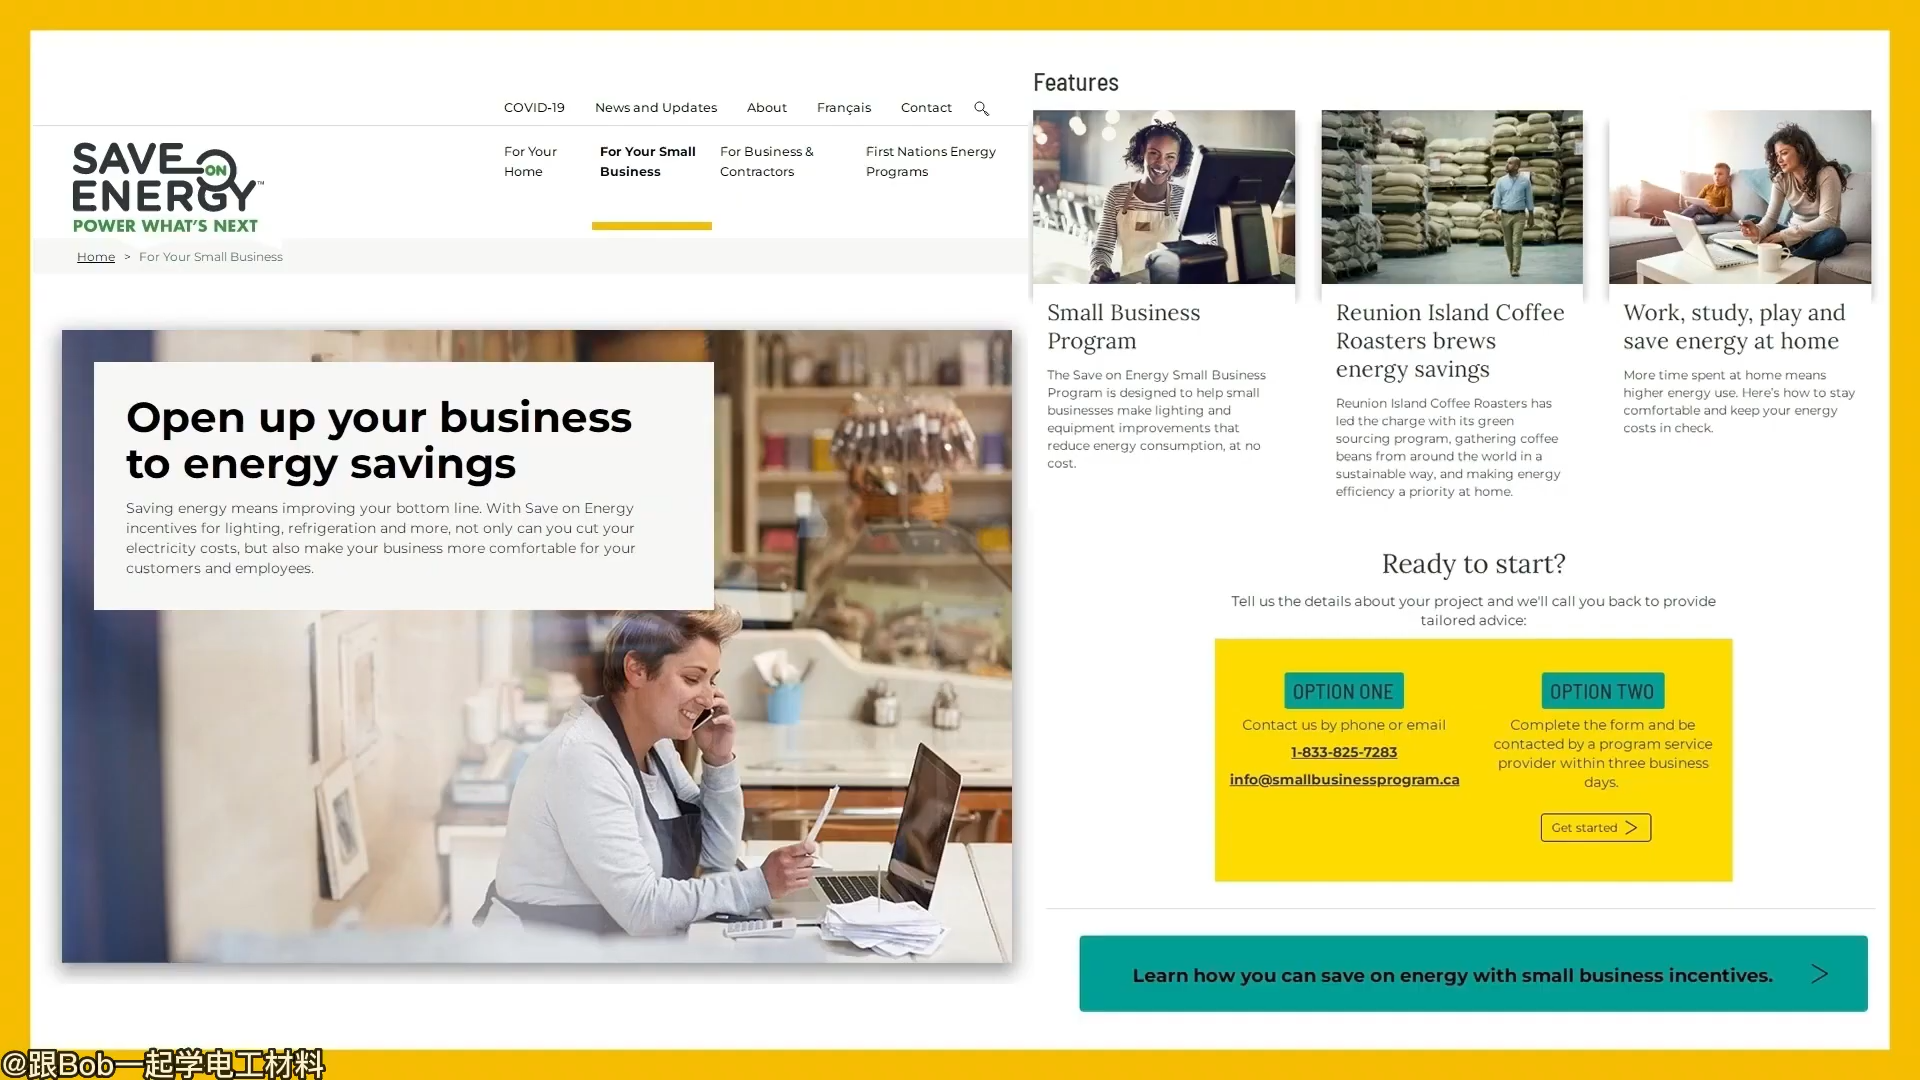 COVID-19 News and Updates About Français Contact
SAVE ON
ENERGY™
POWER WHAT'S NEXT
For Your
Home
For Your Small
Business
For Business &
Contractors
First Nations Energy
Programs
Home > For Your Small Business
Open up your business
to energy savings
Saving energy means improving your bottom line. With Save on Energy
incentives for lighting, refrigeration and more, not only can you cut your
electricity costs, but also make your business more comfortable for your
customers and employees.
Features
Small Business
Program
The Save on Energy Small Business
Program is designed to help small
businesses make lighting and
equipment improvements that
reduce energy consumption, at no
cost.
Reunion Island Coffee
Roasters brews
energy savings
Reunion Island Coffee Roasters has
led the charge with its green
sourcing program, gathering coffee
beans from around the world in a
sustainable way, and making energy
efficiency a priority at home.
Work, study, play and
save energy at home
More time spent at home means
higher energy use. Here's how to stay
comfortable and keep your energy
costs in check.
Ready to start?
Tell us the details about your project and we'll call you back to provide
tailored advice:
OPTION ONE
Contact us by phone or email
1-833-825-7283
info@smallbusinessprogram.ca
OPTION TWO
Complete the form and be
contacted by a program service
provider within three business
days.
Get started >
Learn how you can save on energy with small business incentives. >
@跟Bob一起学电工材料